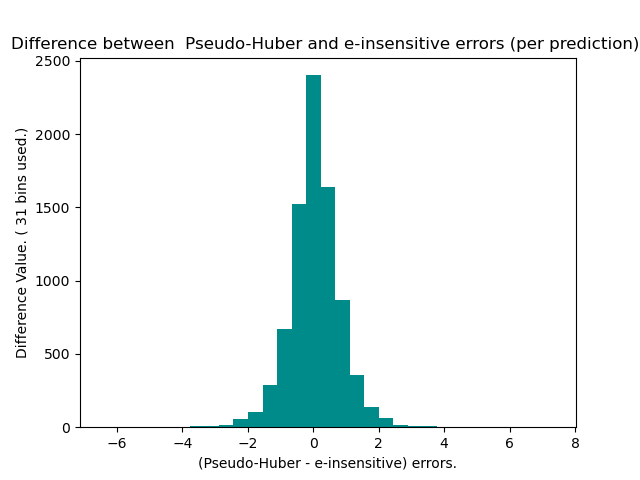 Difference between  Pseudo-Huber and e-insensitive errors (per prediction)
2500
2000
1500
1000
500
0
Difference Value. ( 31 bins used.)
−6 −4 −2 0 2 4 6 8
(Pseudo-Huber - e-insensitive) errors.